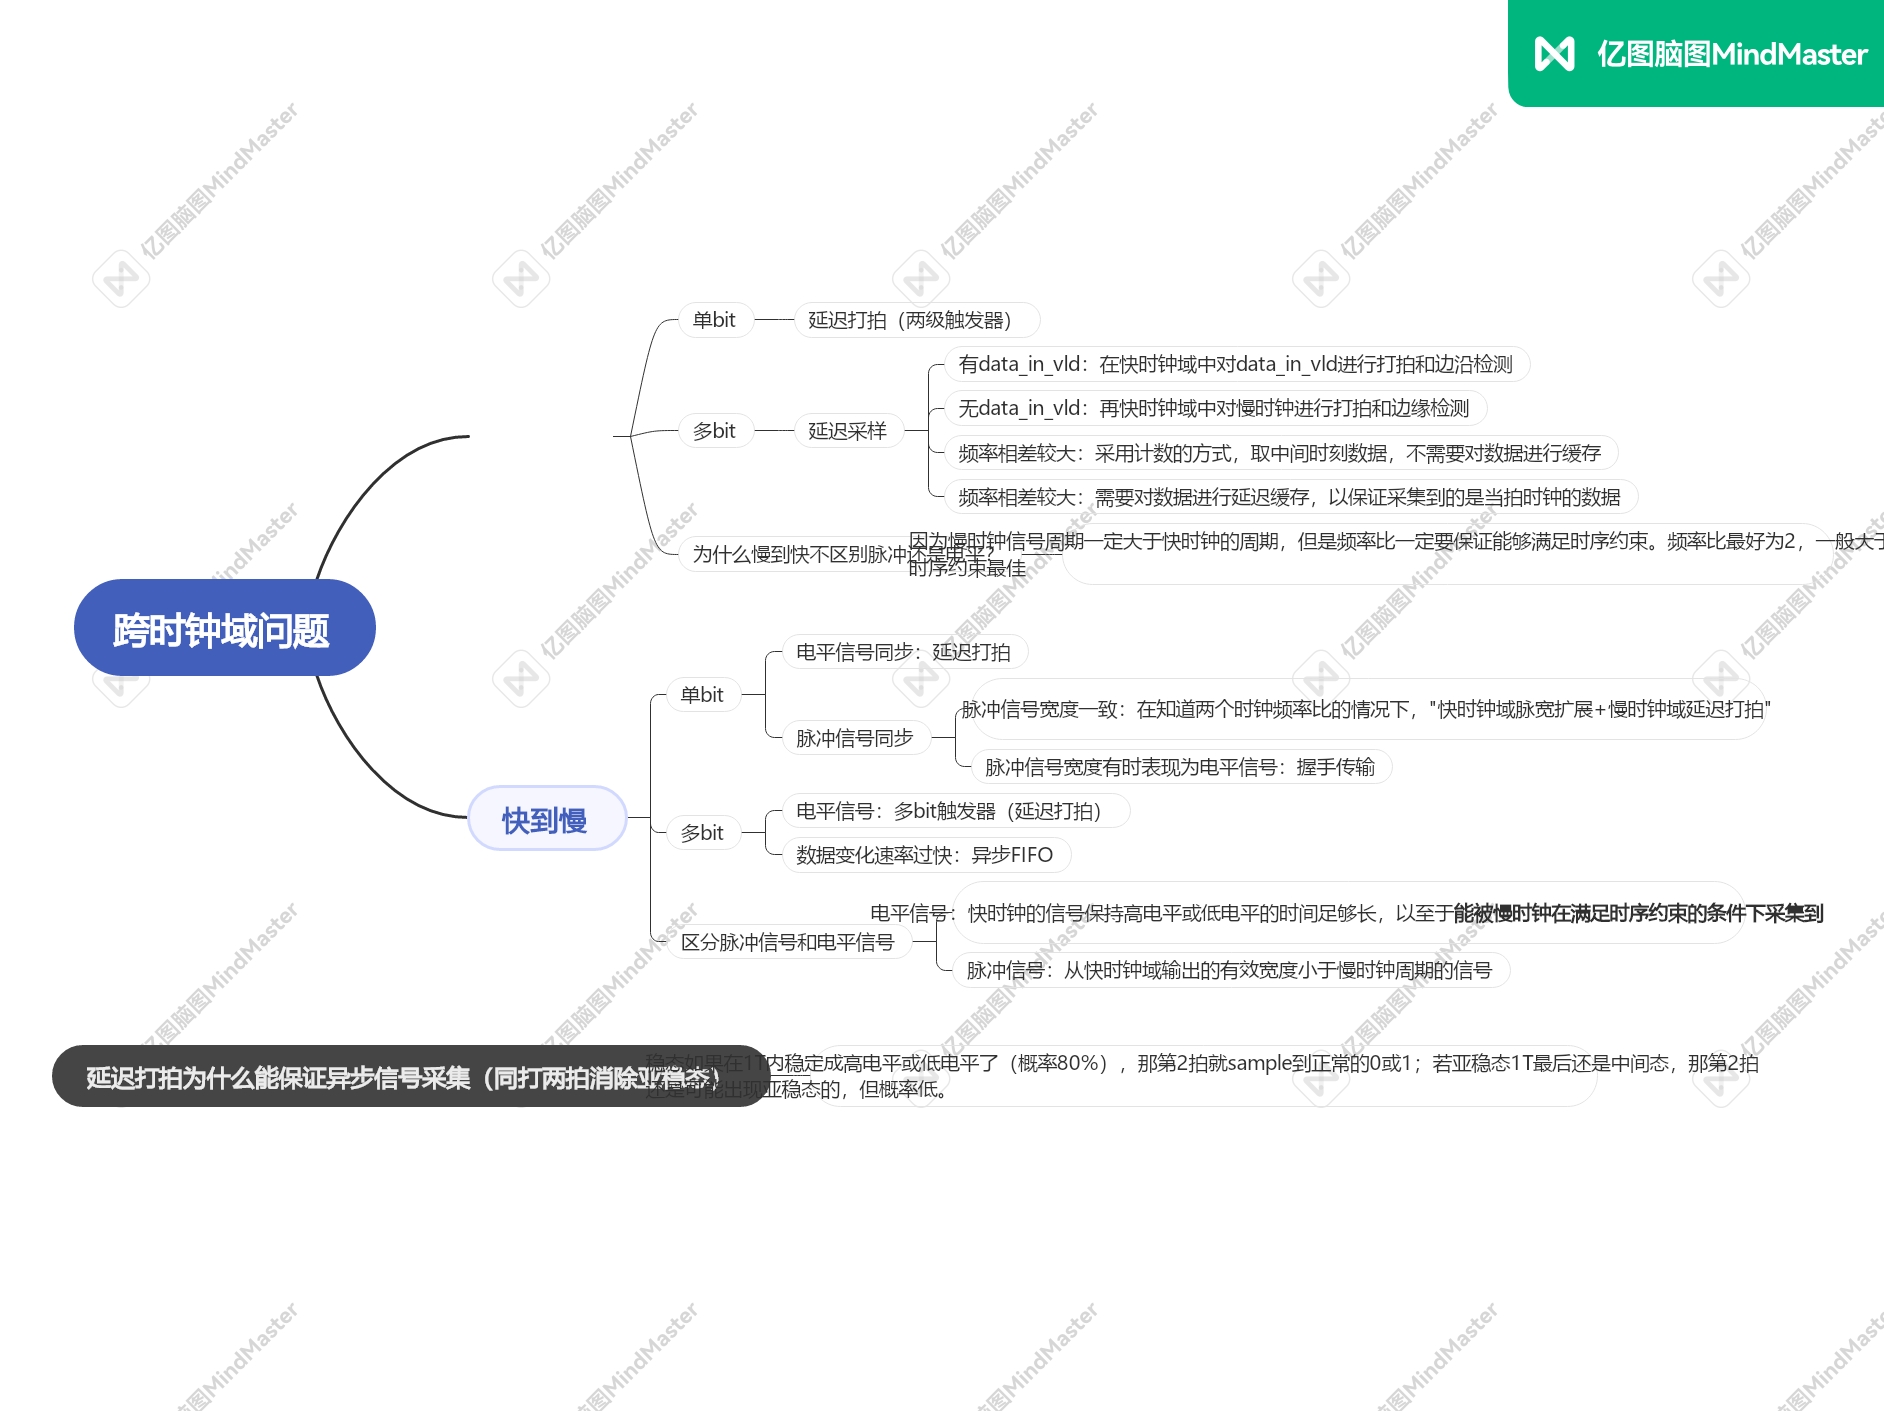 亿图脑图MindMaster
单bit
延迟打拍（两级触发器）
有data_in_vld：在快时钟域中对data_in_vld进行打拍和边沿检测
无data_in_vld：再快时钟域中对慢时钟进行打拍和边缘检测
多bit
延迟采样
频率相差较大：采用计数的方式，取中间时刻数据，不需要对数据进行缓存
频率相差较大：需要对数据进行延迟缓存，以保证采集到的是当拍时钟的数据
为什么慢到快不区别脉冲还是电平？
因为慢时钟信号周期一定大于快时钟的周期，但是频率比一定要保证能够满足时序约束。频率比最好为2，一般大于
时序约束最佳
跨时钟域问题
快到慢
单bit
电平信号同步：延迟打拍
脉冲信号同步
脉冲信号宽度一致：在知道两个时钟频率比的情况下，"快时钟域脉宽扩展+慢时钟域延迟打拍"
脉冲信号宽度有时表现为电平信号：握手传输
多bit
电平信号：多bit触发器（延迟打拍）
数据变化速率过快：异步FIFO
区分脉冲信号和电平信号
电平信号：快时钟的信号保持高电平或低电平的时间足够长，以至于能被慢时钟在满足时序约束的条件下采集到
脉冲信号：从快时钟域输出的有效宽度小于慢时钟周期的信号
延迟打拍为什么能保证异步信号采集（同打两拍消除亚稳态）
稳态如果在1T内稳定成高电平或低电平了（概率80%），那第2拍就sample到正常的0或1；若亚稳态1T最后还是中间态，那第2拍
还是可能出现亚稳态的，但概率低。